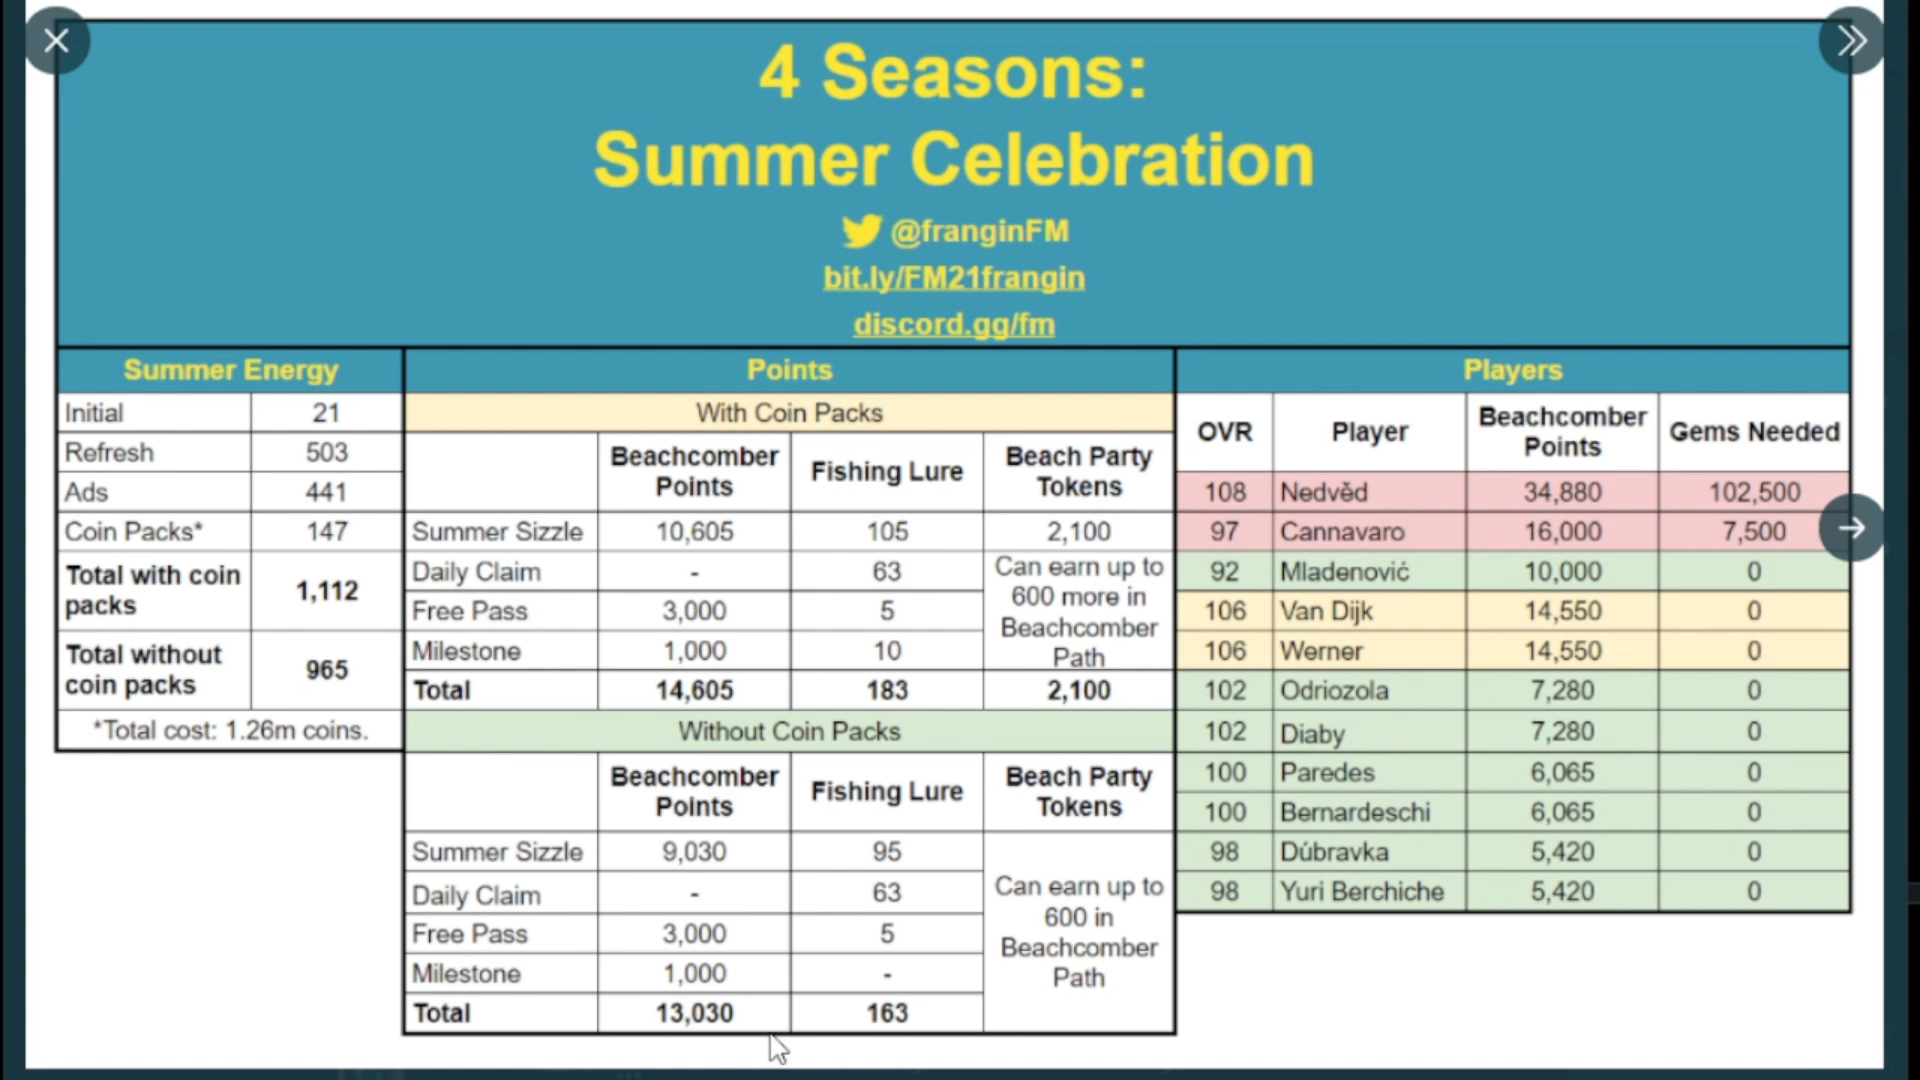 4 Seasons:
Summer Celebration
@franginFM
bit.ly/FM21frangin
discord.gg/fm
Summer Energy
Initial 21
Refresh 503
Ads 441
Coin Packs* 147
Total with coin packs 1,112
Total without coin packs 965
*Total cost: 1.26m coins.
Points
With Coin Packs
Beachcomber Points Fishing Lure Beach Party Tokens
Summer Sizzle 10,605 105 2,100
Daily Claim - 63
Free Pass 3,000 5
Milestone 1,000 10
Can earn up to
600 more in
Beachcomber
Path
Total 14,605 183 2,100
Without Coin Packs
Beachcomber Points Fishing Lure Beach Party Tokens
Summer Sizzle 9,030 95
Daily Claim - 63
Free Pass 3,000 5
Milestone 1,000 -
Total 13,030 163
Can earn up to
600 in
Beachcomber
Path
Players
OVR Player Beachcomber Points Gems Needed
108 Nedvěd 34,880 102,500
97 Cannavaro 16,000 7,500
92 Mladenović 10,000 0
106 Van Dijk 14,550 0
106 Werner 14,550 0
102 Odriozola 7,280 0
102 Diaby 7,280 0
100 Paredes 6,065 0
100 Bernardeschi 6,065 0
98 Dúbravka 5,420 0
98 Yuri Berchiche 5,420 0